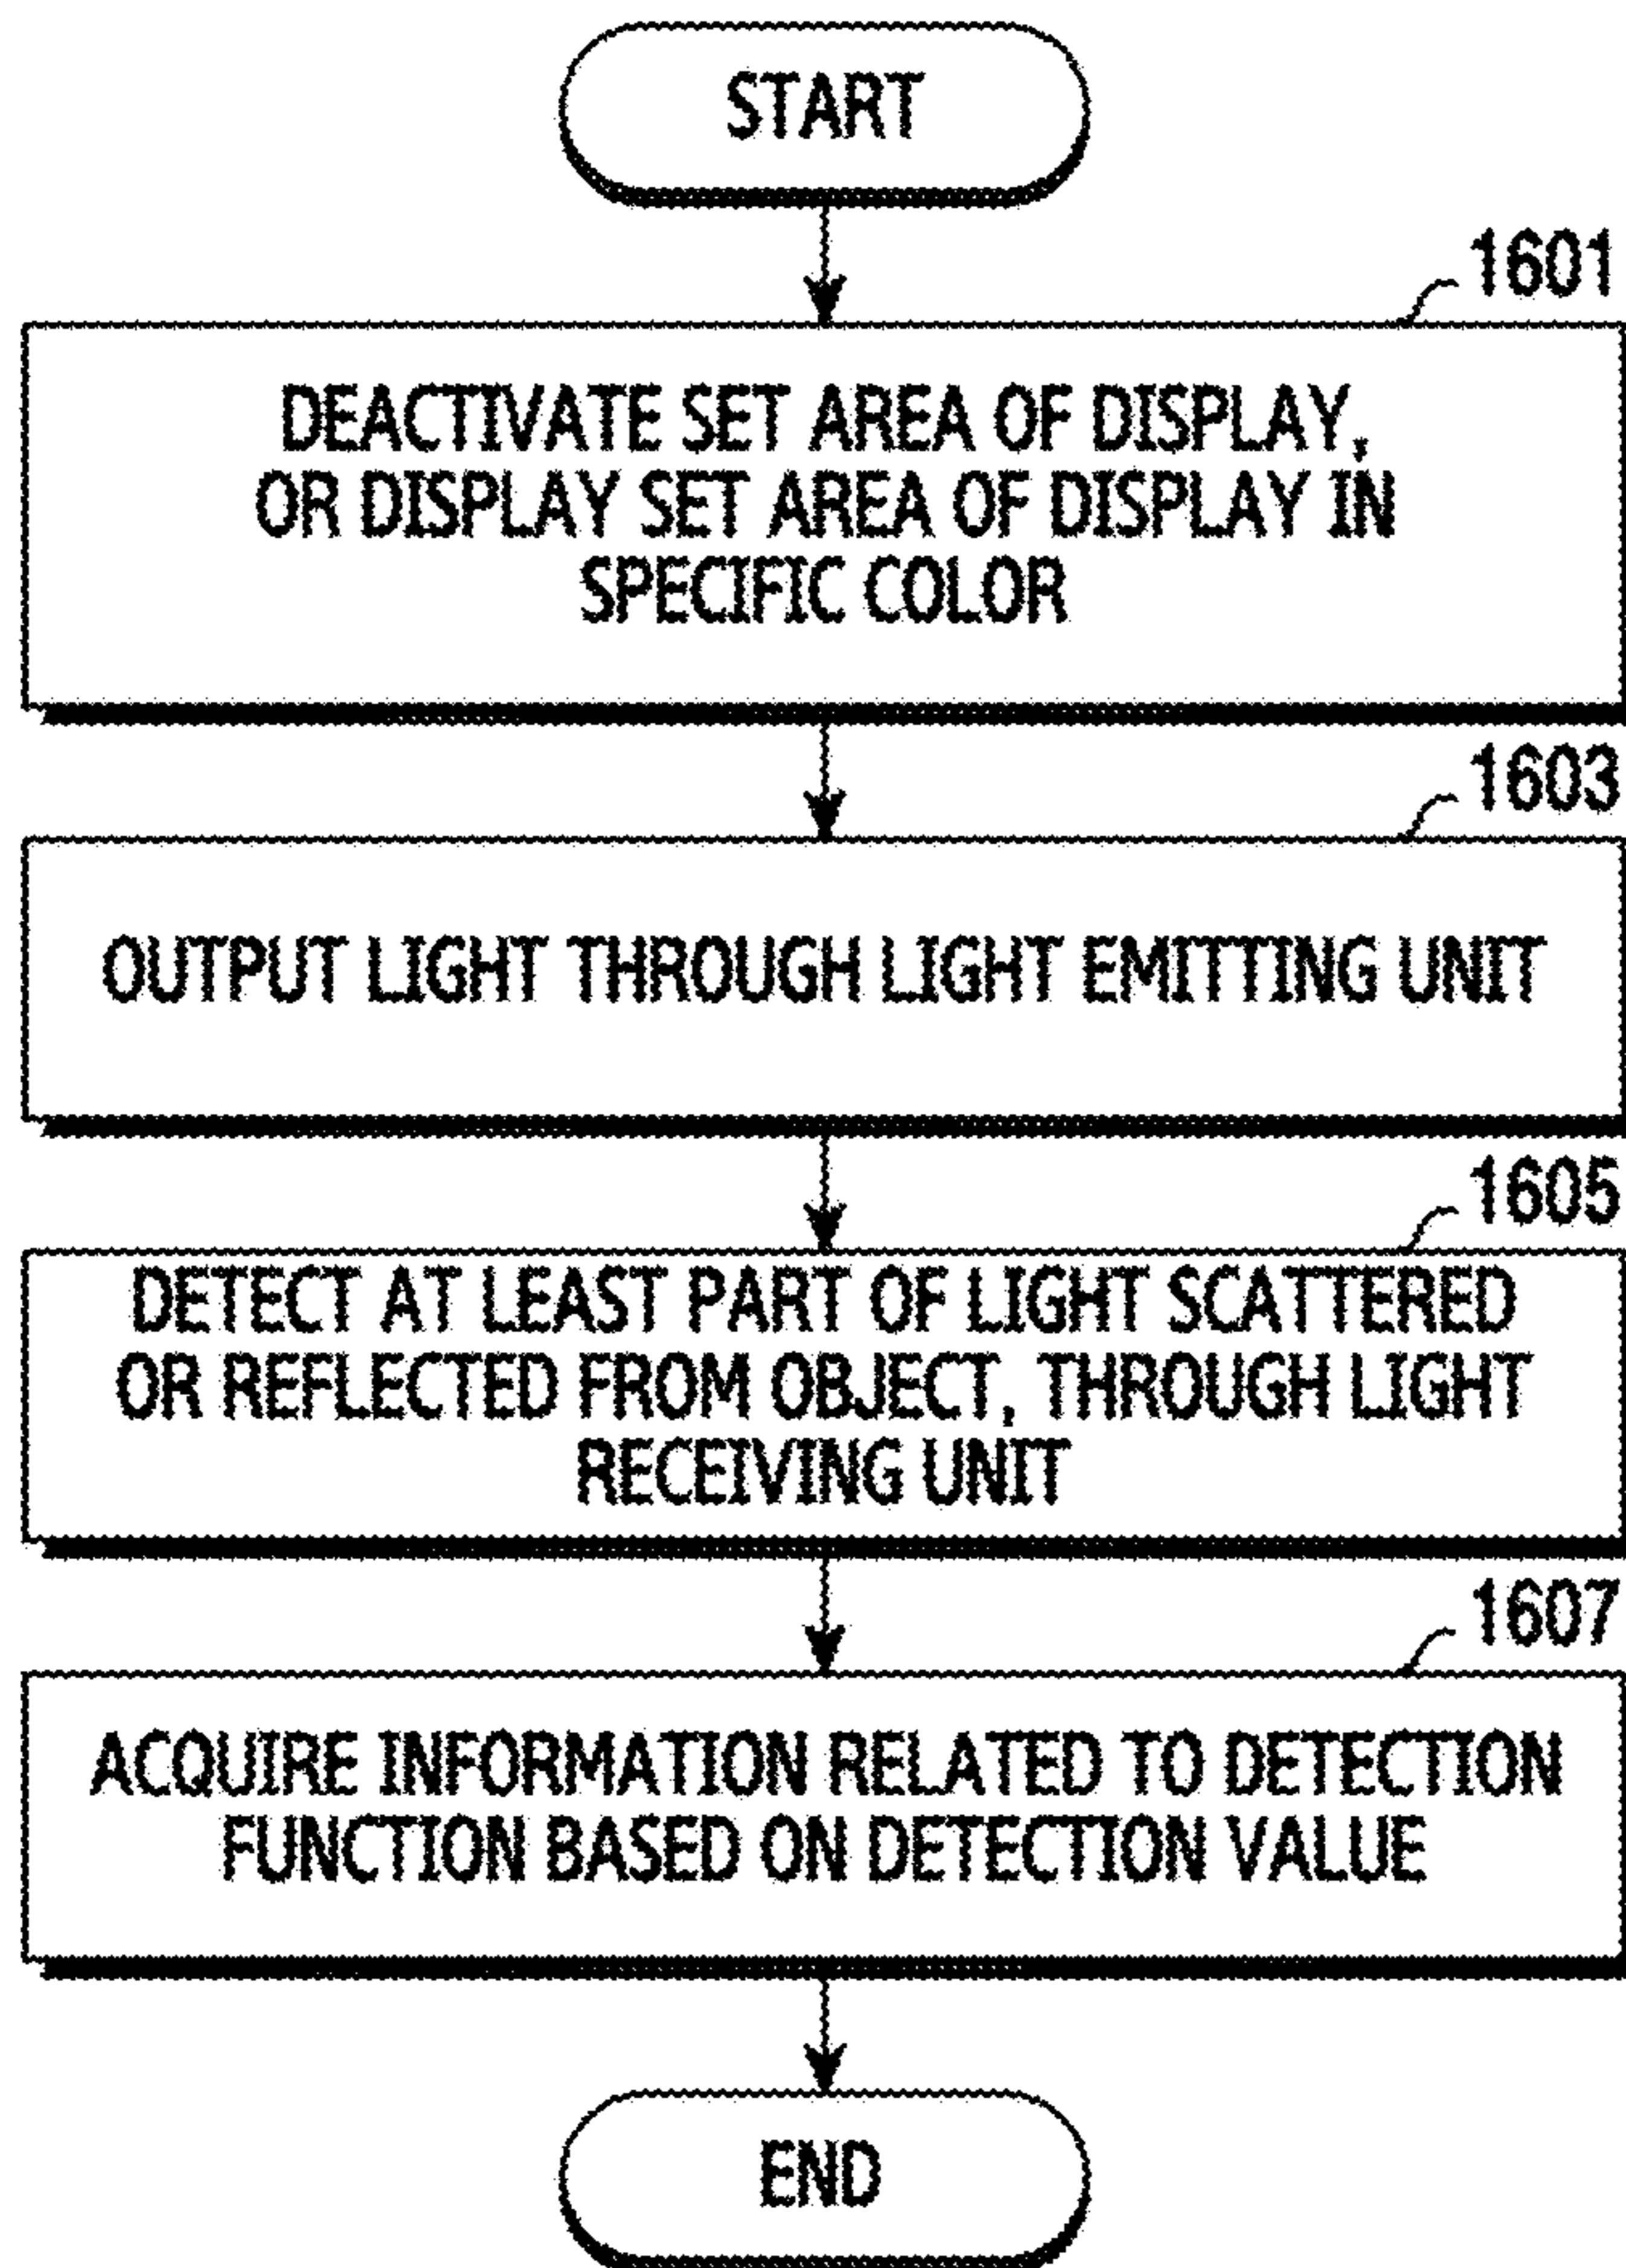 START
1601
DEACTIVATE SET AREA OF DISPLAY,
OR DISPLAY SET AREA OF DISPLAY IN
SPECIFIC COLOR
1603
OUTPUT LIGHT THROUGH LIGHT EMITTING UNIT
1605
DETECT AT LEAST PART OF LIGHT SCATTERED
OR REFLECTED FROM OBJECT, THROUGH LIGHT
RECEIVING UNIT
1607
ACQUIRE INFORMATION RELATED TO DETECTION
FUNCTION BASED ON DETECTION VALUE
END